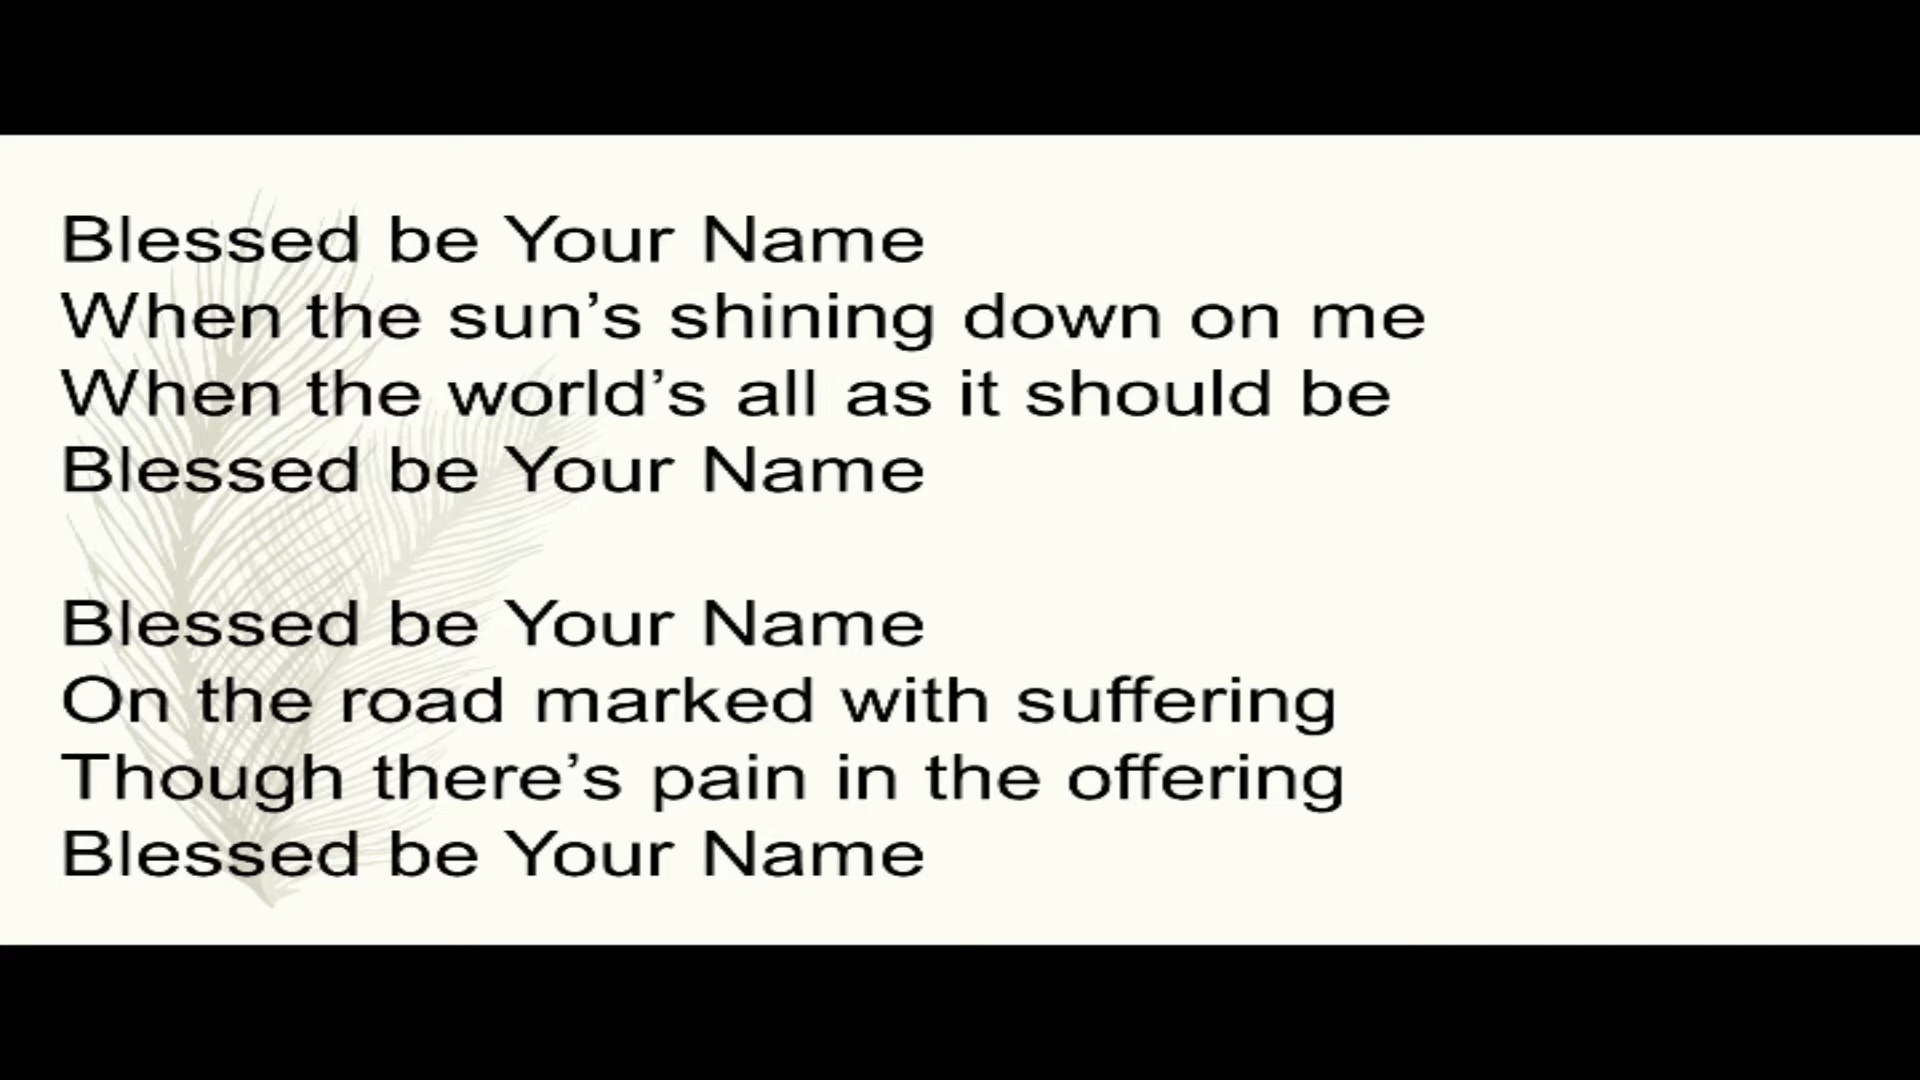 Blessed be Your Name
When the sun’s shining down on me
When the world’s all as it should be
Blessed be Your Name
Blessed be Your Name
On the road marked with suffering
Though there’s pain in the offering
Blessed be Your Name